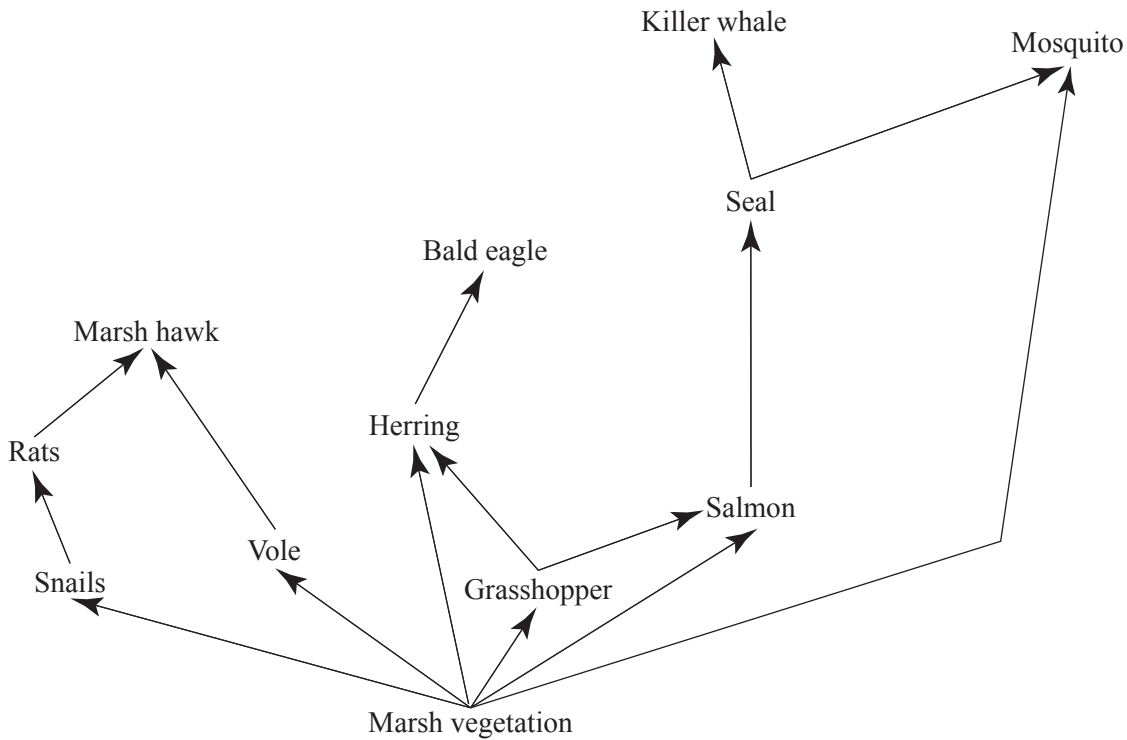 Killer whale
Mosquito
Seal
Bald eagle
Marsh hawk
Herring
Rats
Salmon
Vole
Snails
Grasshopper
Marsh vegetation